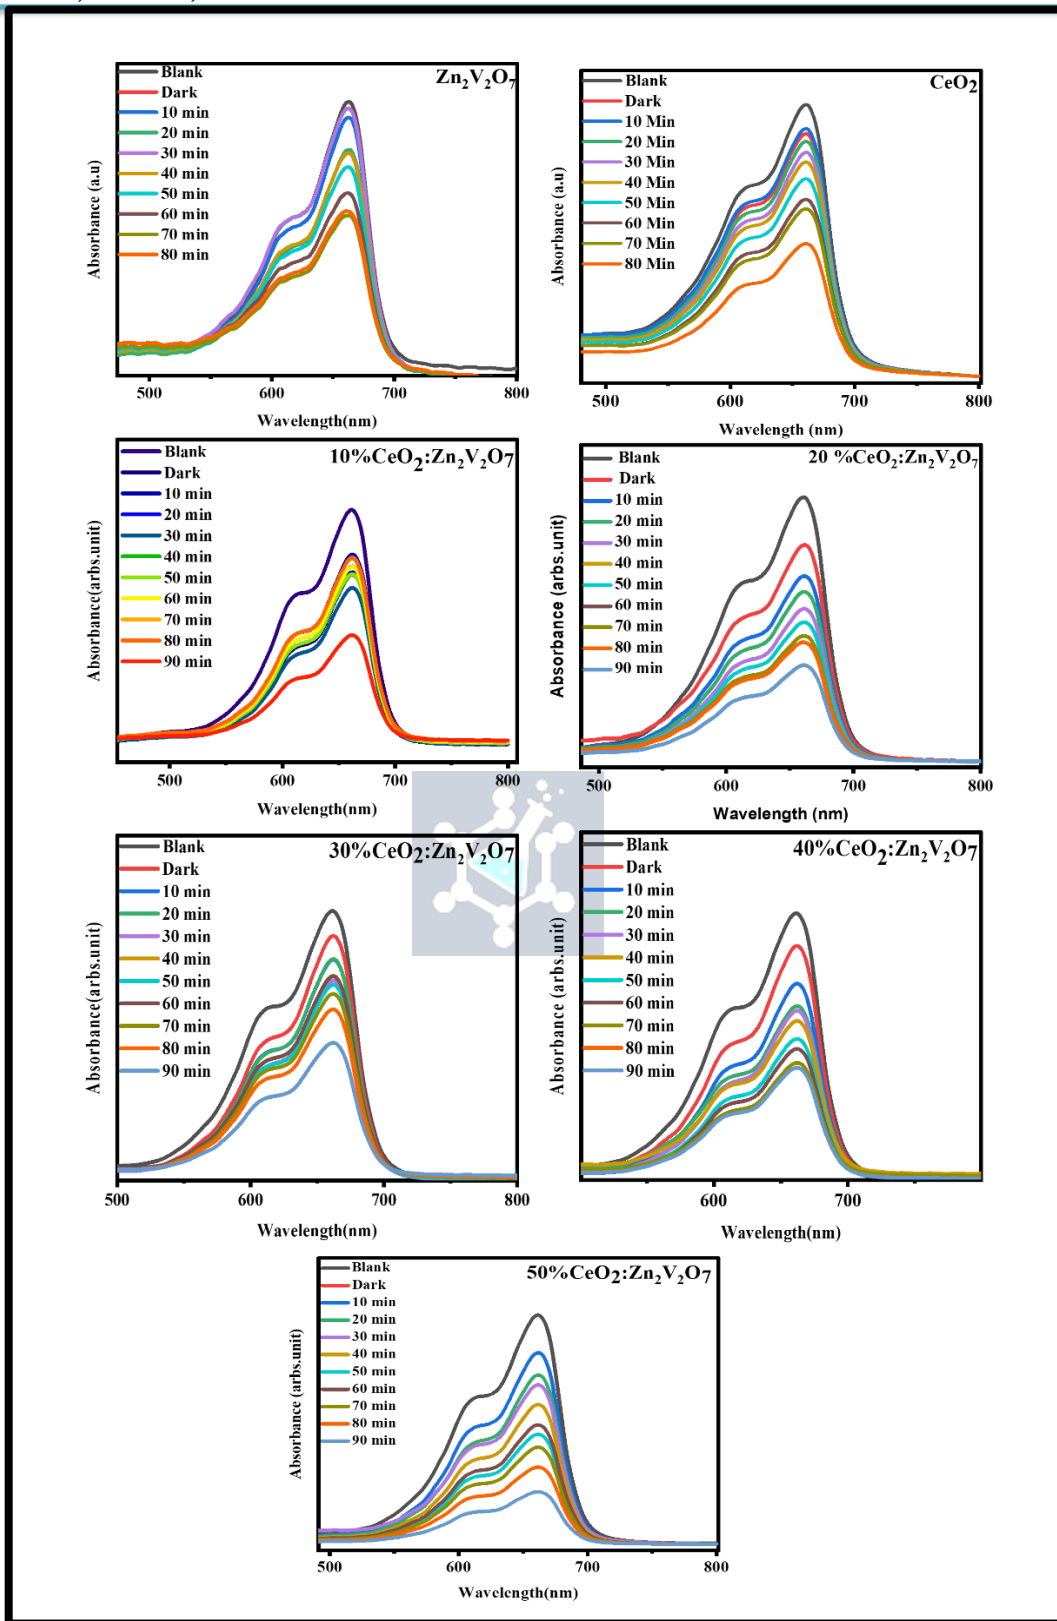 Zn2V2O7
Blank
Dark
10 min
20 min
30 min
40 min
50 min
60 min
70 min
80 min
Absorbance (a.u)
500
600
700
800
Wavelength(nm)
CeO2
Blank
Dark
10 Min
20 Min
30 Min
40 Min
50 Min
60 Min
70 Min
80 Min
Absorbance (a.u)
500
600
700
800
Wavelength (nm)
10%CeO2:Zn2V2O7
Blank
Dark
10 min
20 min
30 min
40 min
50 min
60 min
70 min
80 min
90 min
Absorbance(arbs.unit)
500
600
700
800
Wavelength(nm)
20 %CeO2:Zn2V2O7
Blank
Dark
10 min
20 min
30 min
40 min
50 min
60 min
70 min
80 min
90 min
Absorbance (arbs.unit)
500
600
700
800
Wavelength (nm)
30%CeO2:Zn2V2O7
Blank
Dark
10 min
20 min
30 min
40 min
50 min
60 min
70 min
80 min
90 min
Absorbance(arbs.unit)
500
600
700
800
Wavelength(nm)
40%CeO2:Zn2V2O7
Blank
Dark
10 min
20 min
30 min
40 min
50 min
60 min
70 min
80 min
90 min
Absorbance (arbs.unit)
600
700
Wavelength(nm)
50%CeO2:Zn2V2O7
Blank
Dark
10 min
20 min
30 min
40 min
50 min
60 min
70 min
80 min
90 min
Absorbance (arbs.unit)
500
600
700
800
Wavelength(nm)